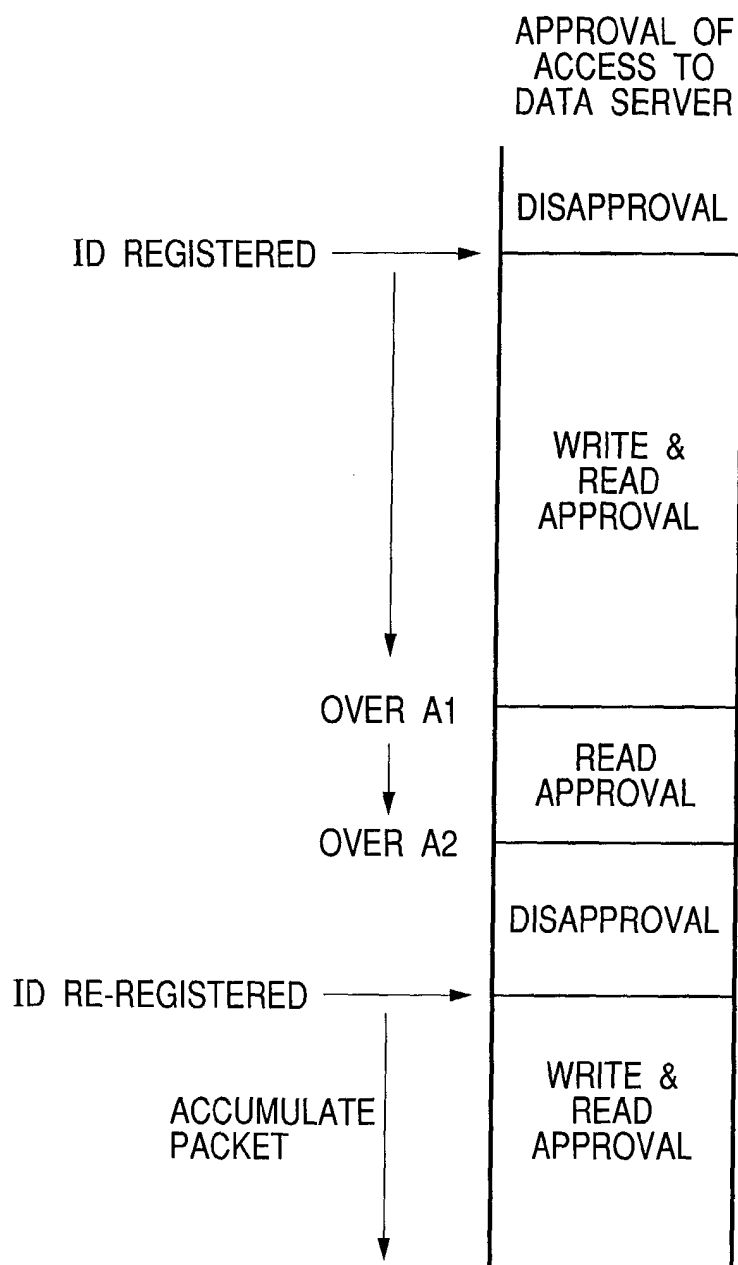 APPROVAL OF
ACCESS TO
DATA SERVER
DISAPPROVAL
ID REGISTERED
WRITE &
READ
APPROVAL
OVER A1
READ
APPROVAL
OVER A2
DISAPPROVAL
ID RE-REGISTERED
WRITE &
READ
APPROVAL
ACCUMULATE
PACKET